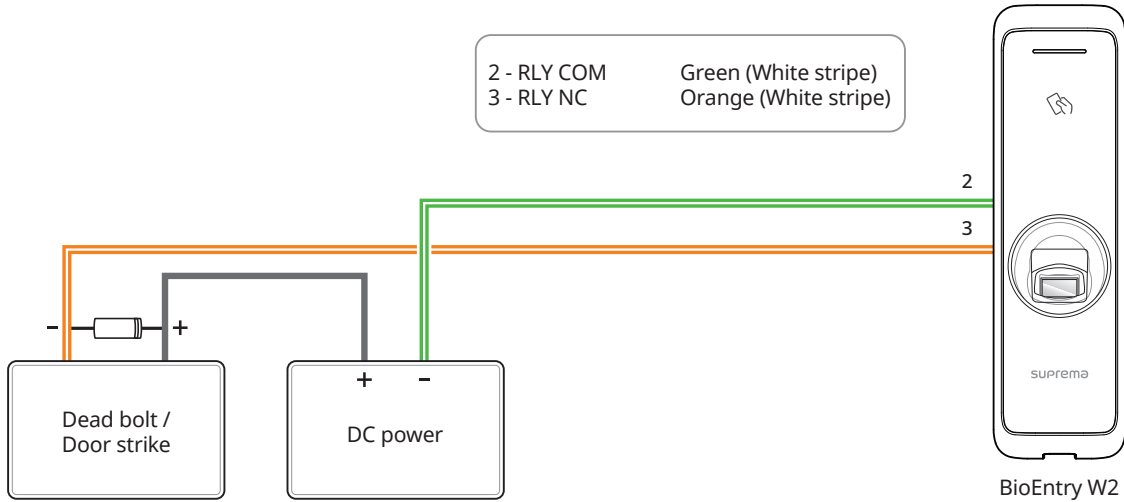 2 - RLY COM Green (White stripe)
3 - RLY NC Orange (White stripe)
2
3
- +
+ -
Dead bolt /
Door strike
DC power
suprema
BioEntry W2